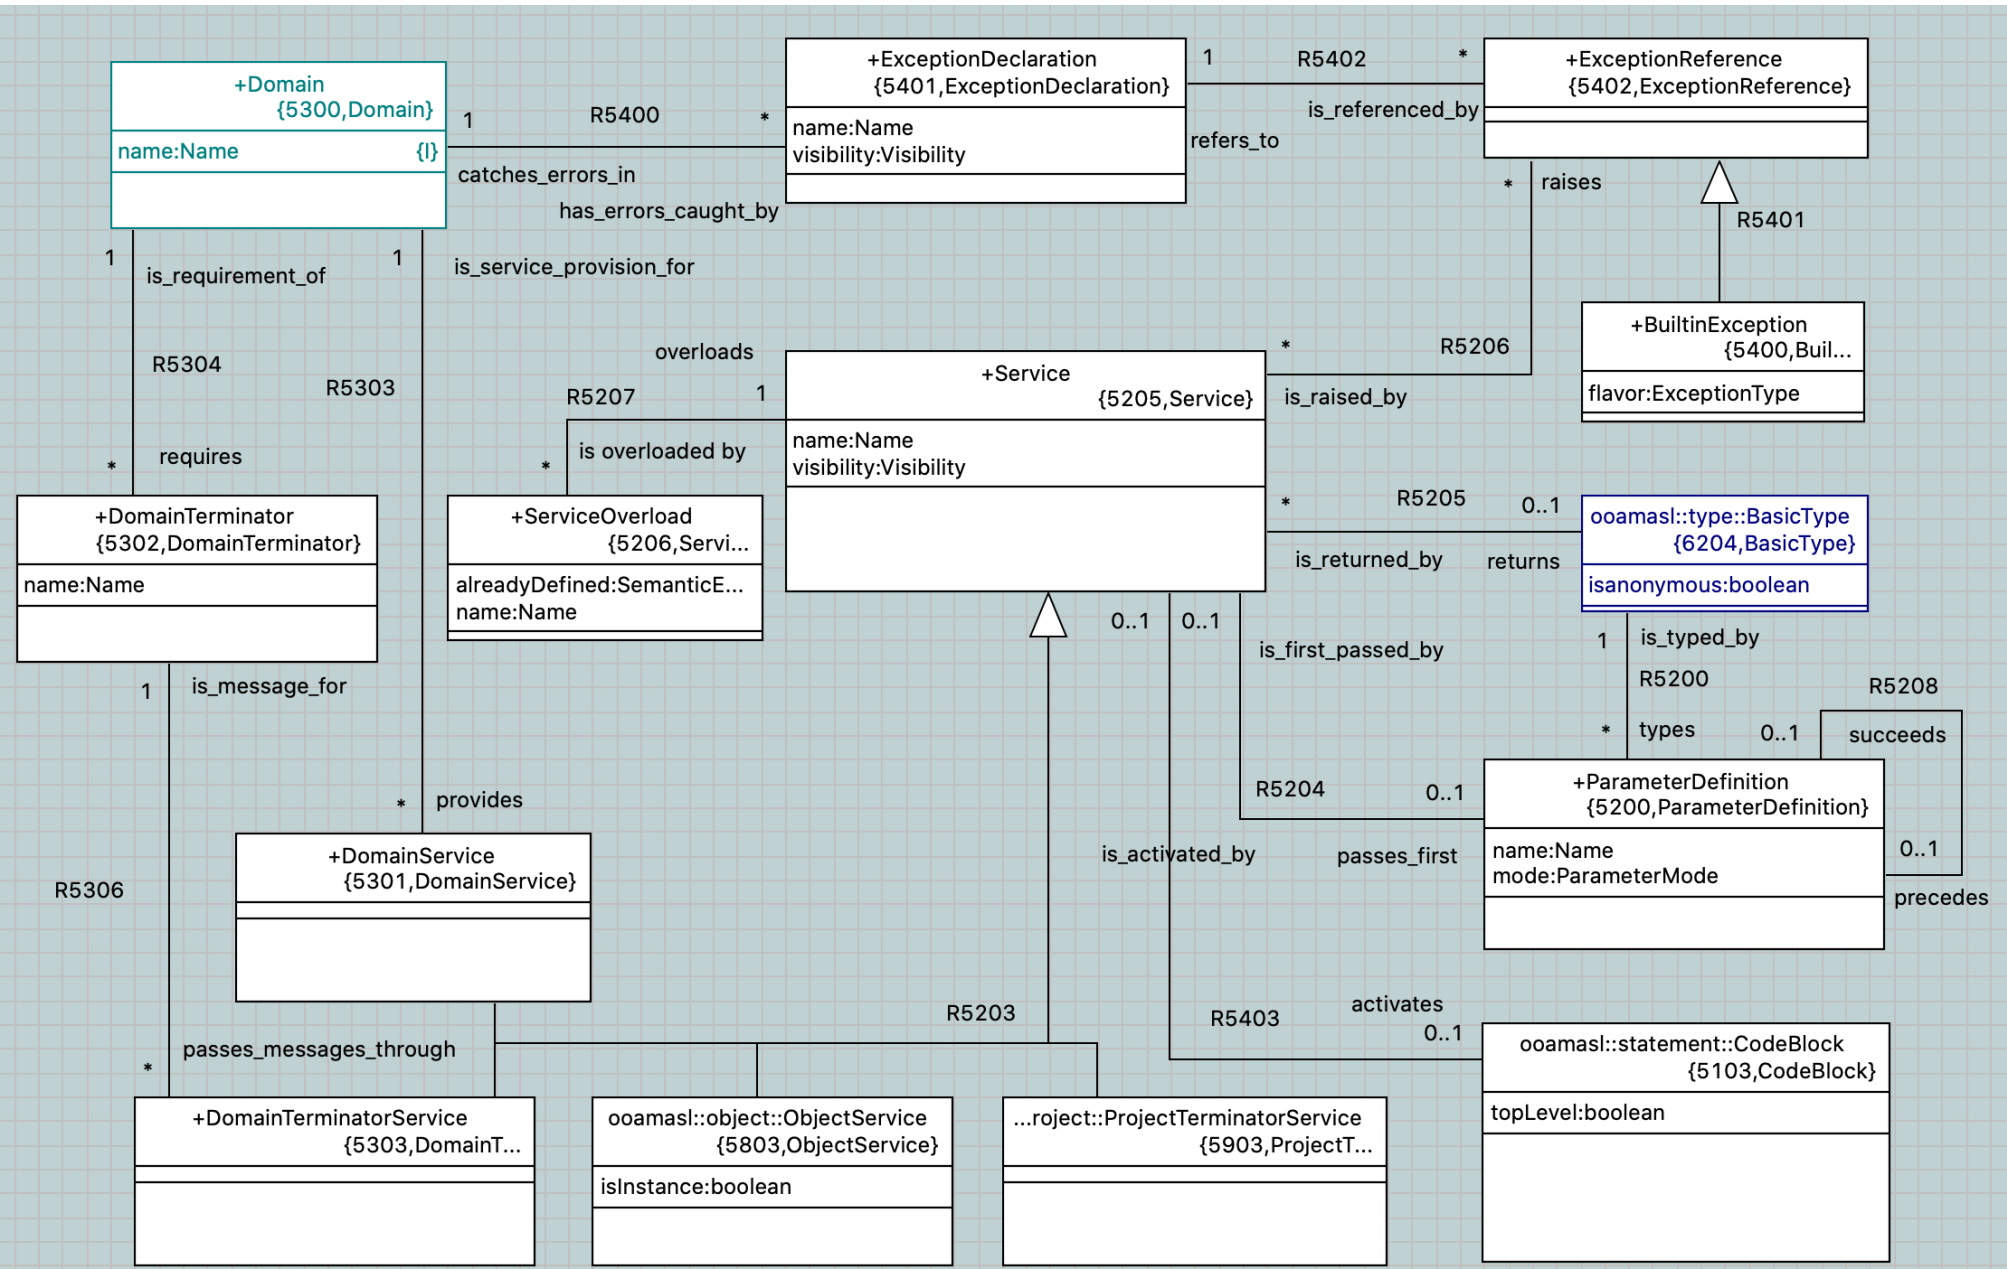 +Domain
{5300,Domain}
name:Name {I}
1
R5400
*
catches_errors_in
has_errors_caught_by
+ExceptionDeclaration
{5401,ExceptionDeclaration}
name:Name
visibility:Visibility
1
R5402
*
is_referenced_by
refers_to
+ExceptionReference
{5402,ExceptionReference}
* raises
R5401
1
is_requirement_of
1
is_service_provision_for
R5304
R5303
requires
*
overloads
R5207
1
is overloaded by
*
+Service
{5205,Service}
name:Name
visibility:Visibility
*
R5206
is_raised_by
+BuiltinException
{5400,Buil...
flavor:ExceptionType
*
R5205
0..1
is_returned_by
returns
ooamasl::type::BasicType
{6204,BasicType}
isanonymous:boolean
+DomainTerminator
{5302,DomainTerminator}
name:Name
+ServiceOverload
{5206,Servi...
alreadyDefined:SemanticE...
name:Name
0..1
0..1
is_first_passed_by
1
is_typed_by
R5200
* types
R5208
0..1
succeeds
1
is_message_for
* provides
R5204
0..1
is_activated_by
passes_first
+ParameterDefinition
{5200,ParameterDefinition}
name:Name
mode:ParameterMode
0..1
precedes
+DomainService
{5301,DomainService}
R5306
R5203
activates
R5403
0..1
passes_messages_through
*
ooamasl::statement::CodeBlock
{5103,CodeBlock}
topLevel:boolean
+DomainTerminatorService
{5303,DomainT...
ooamasl::object::ObjectService
{5803,ObjectService}
isInstance:boolean
...roject::ProjectTerminatorService
{5903,ProjectT...